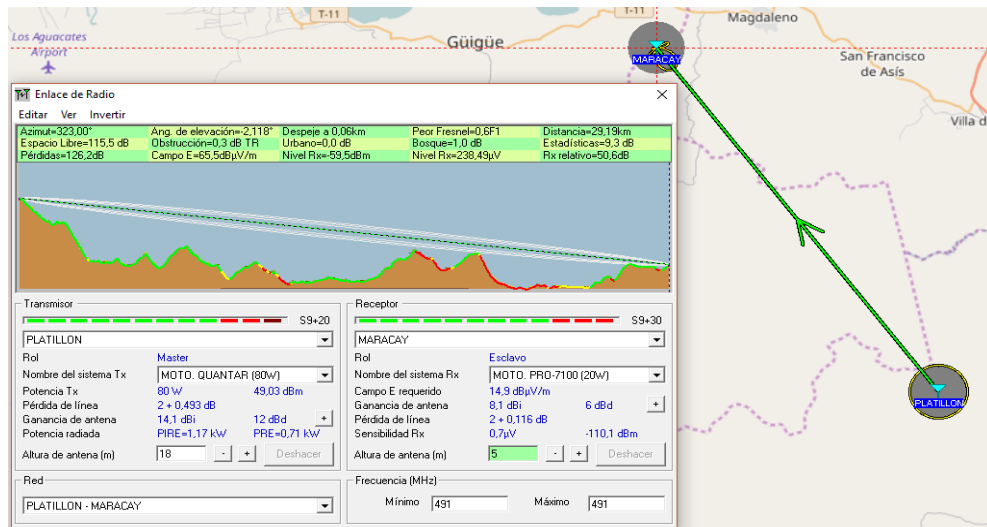 T-11
T-11
Los Aguacates
Airport
Güigüe
Magdaleno
San Francisco
de Asís
MARACAY
Villa d
PLATILLON
Enlace de Radio
Editar Ver Invertir
Azimut=323,00° Ang. de elevación=-2,118° Despeje a 0,06km Peor Fresnel=0,6F1 Distancia=29,19km
Espacio Libre=115,5 dB Obstrucción=0,3 dB TR Urbano=0,0 dB Bosque=1,0 dB Estadísticas=9,3 dB
Pérdidas=126,2dB Campo E=65,5dBµV/m Nivel Rx=-59,5dBm Nivel Rx=238,49µV Rx relativo=50,6dB
Transmisor
S9+20
PLATILLON
Rol Master
Nombre del sistema Tx MOTO. QUANTAR (80W)
Potencia Tx 80 W 49,03 dBm
Pérdida de línea 2 + 0,493 dB
Ganancia de antena 14,1 dBi 12 dBd +
Potencia radiada PIRE=1,17 kW PRE=0,71 kW
Altura de antena (m) 18 - + Deshacer
Receptor
S9+30
MARACAY
Rol Esclavo
Nombre del sistema Rx MOTO. PRO-7100 (20W)
Campo E requerido 14,9 dBµV/m
Ganancia de antena 8,1 dBi 6 dBd +
Pérdida de línea 2 + 0,116 dB
Sensibilidad Rx 0,7µV -110,1 dBm
Altura de antena (m) 5 - + Deshacer
Red
PLATILLON - MARACAY
Frecuencia (MHz)
Mínimo 491 Máximo 491